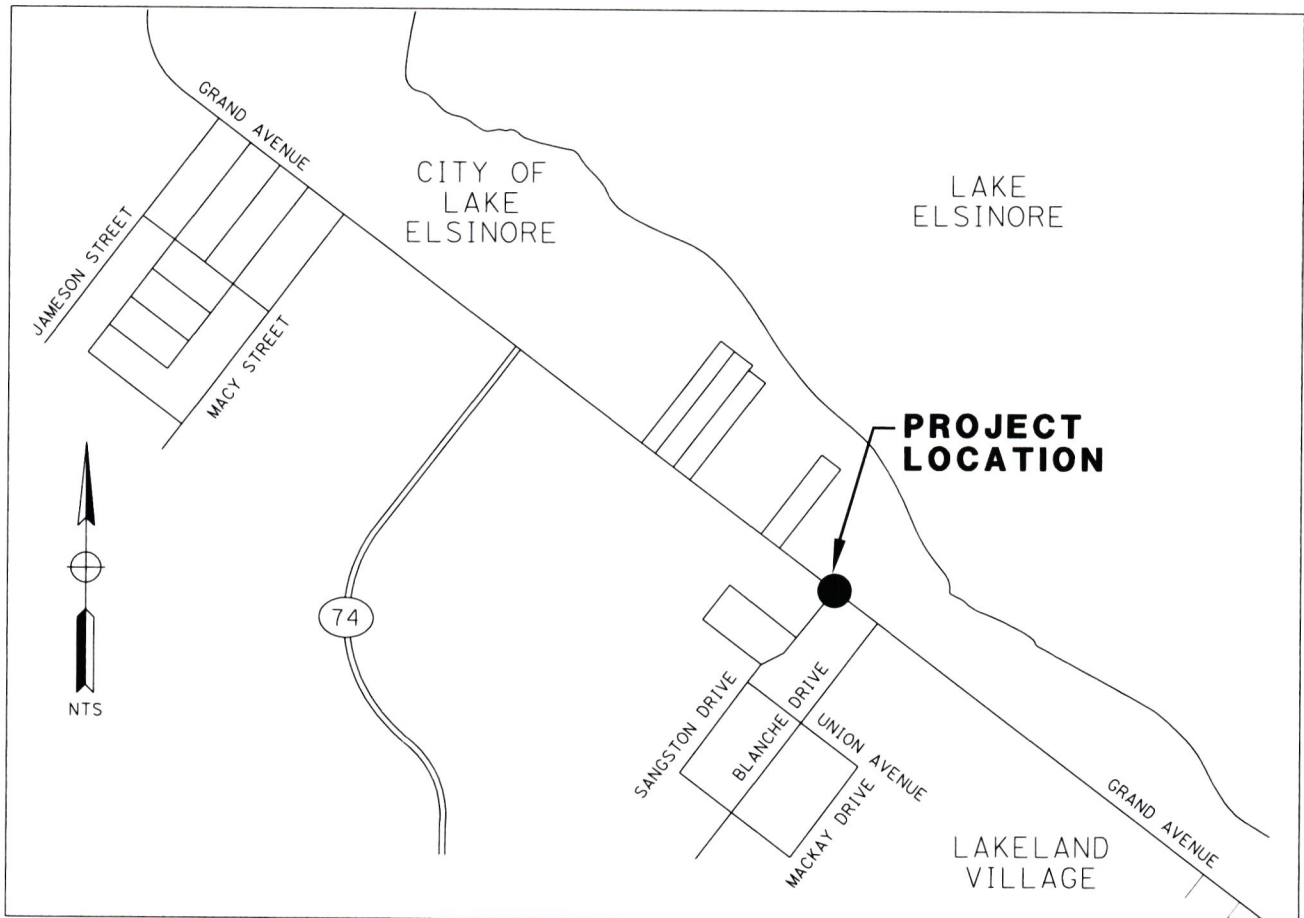 GRAND AVENUE
CITY OF
LAKE
ELSINORE
LAKE
ELSINORE
JAMESON STREET
MACY STREET
PROJECT
LOCATION
74
NTS
SANGSTON DRIVE
BLANCHE DRIVE
UNION AVENUE
MACKAY DRIVE
GRAND AVENUE
LAKELAND
VILLAGE